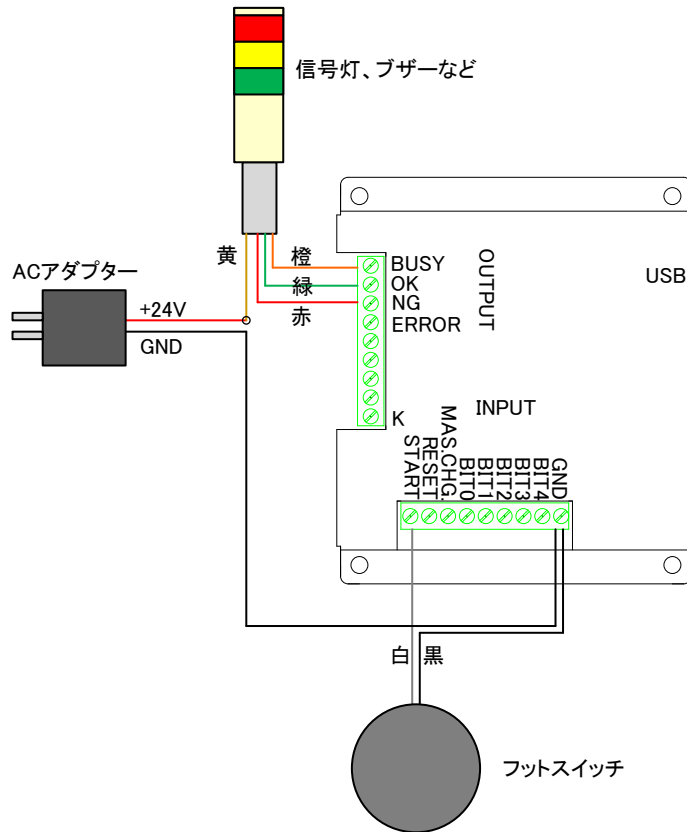 信号灯、ブザーなど
黄
橙
緑
赤
ACアダプター
+24V
GND
BUSY
OK
NG
ERROR
K
OUTPUT
USB
INPUT
START
RESET
MAS.CHG.
BIT0
BIT1
BIT2
BIT3
BIT4
GND
白
黒
フットスイッチ